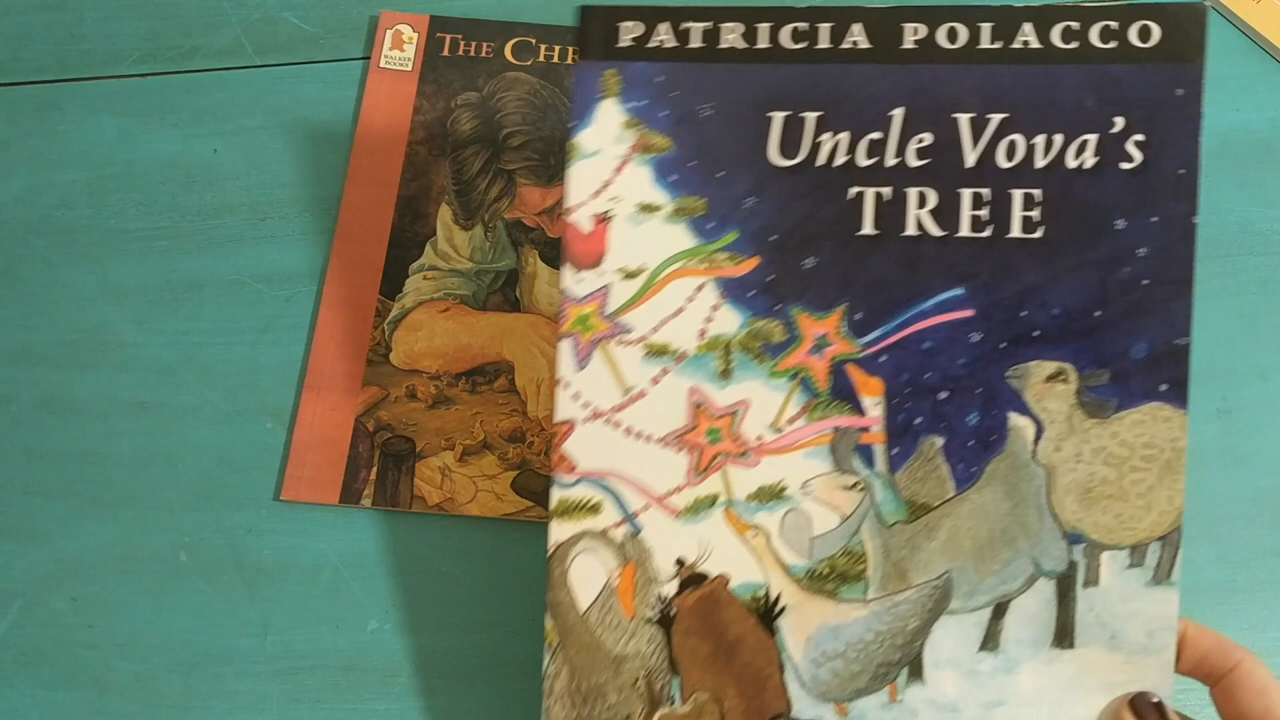 PATRICIA POLACCO
Uncle Vova's
TREE
THE CHR
WALKER
BOOKS